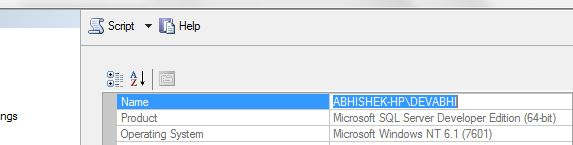 Script Help
Name ABHISHEK-HP\DEVABHI
Product Microsoft SQL Server Developer Edition (64-bit)
ngs
Operating System Microsoft Windows NT 6.1 (7601)